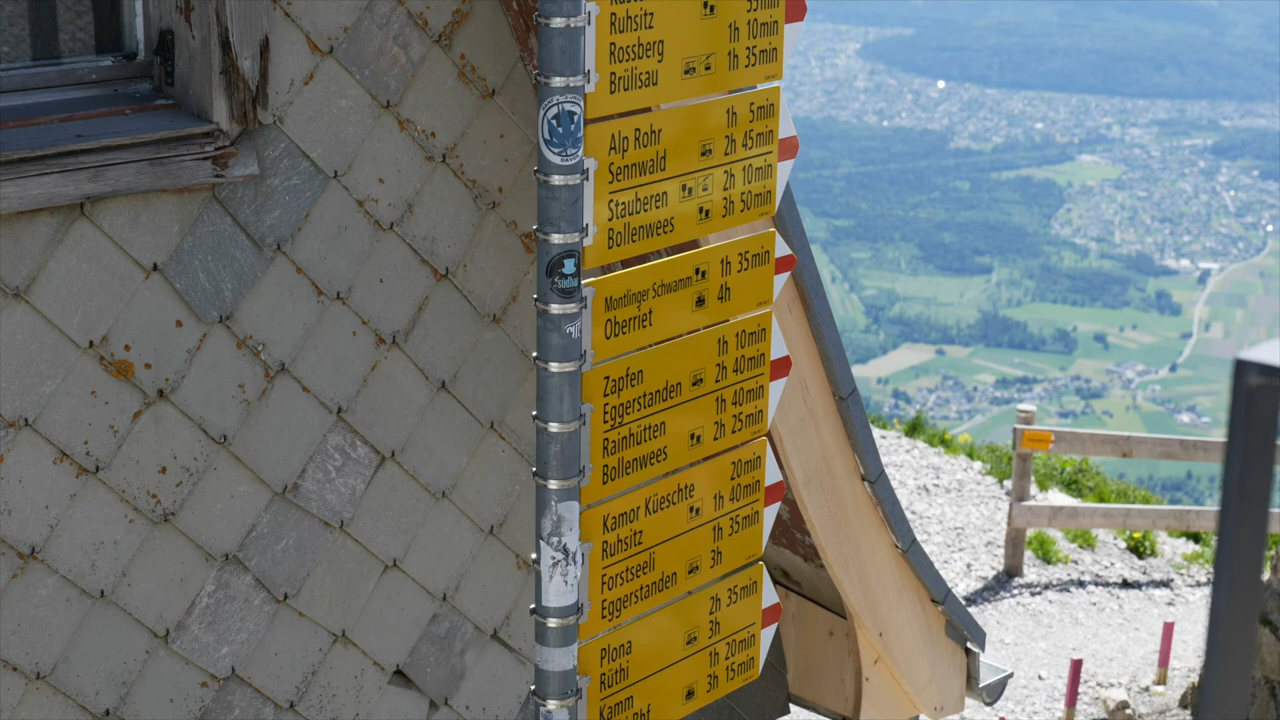 Ruhsitz 1h 10min
Rossberg
Brülisau 1h 35min
Alp Rohr 1h 5min
Sennwald 2h 45min
Stauberen 2h 10min
Bollenwees 3h 50min
Montlinger Schwamm 1h 35min
Oberriet 4h
Zapfen 1h 10min
Eggerstanden 2h 40min
Rainhütten 1h 40min
Bollenwees 2h 25min
Kamor Küeschte 20min
Ruhsitz 1h 40min
Forstseeli 1h 35min
Eggerstanden 3h
Plona 2h 35min
Rüthi 3h
Kamm 1h 20min
3h 15min
DAVOS
Südhang